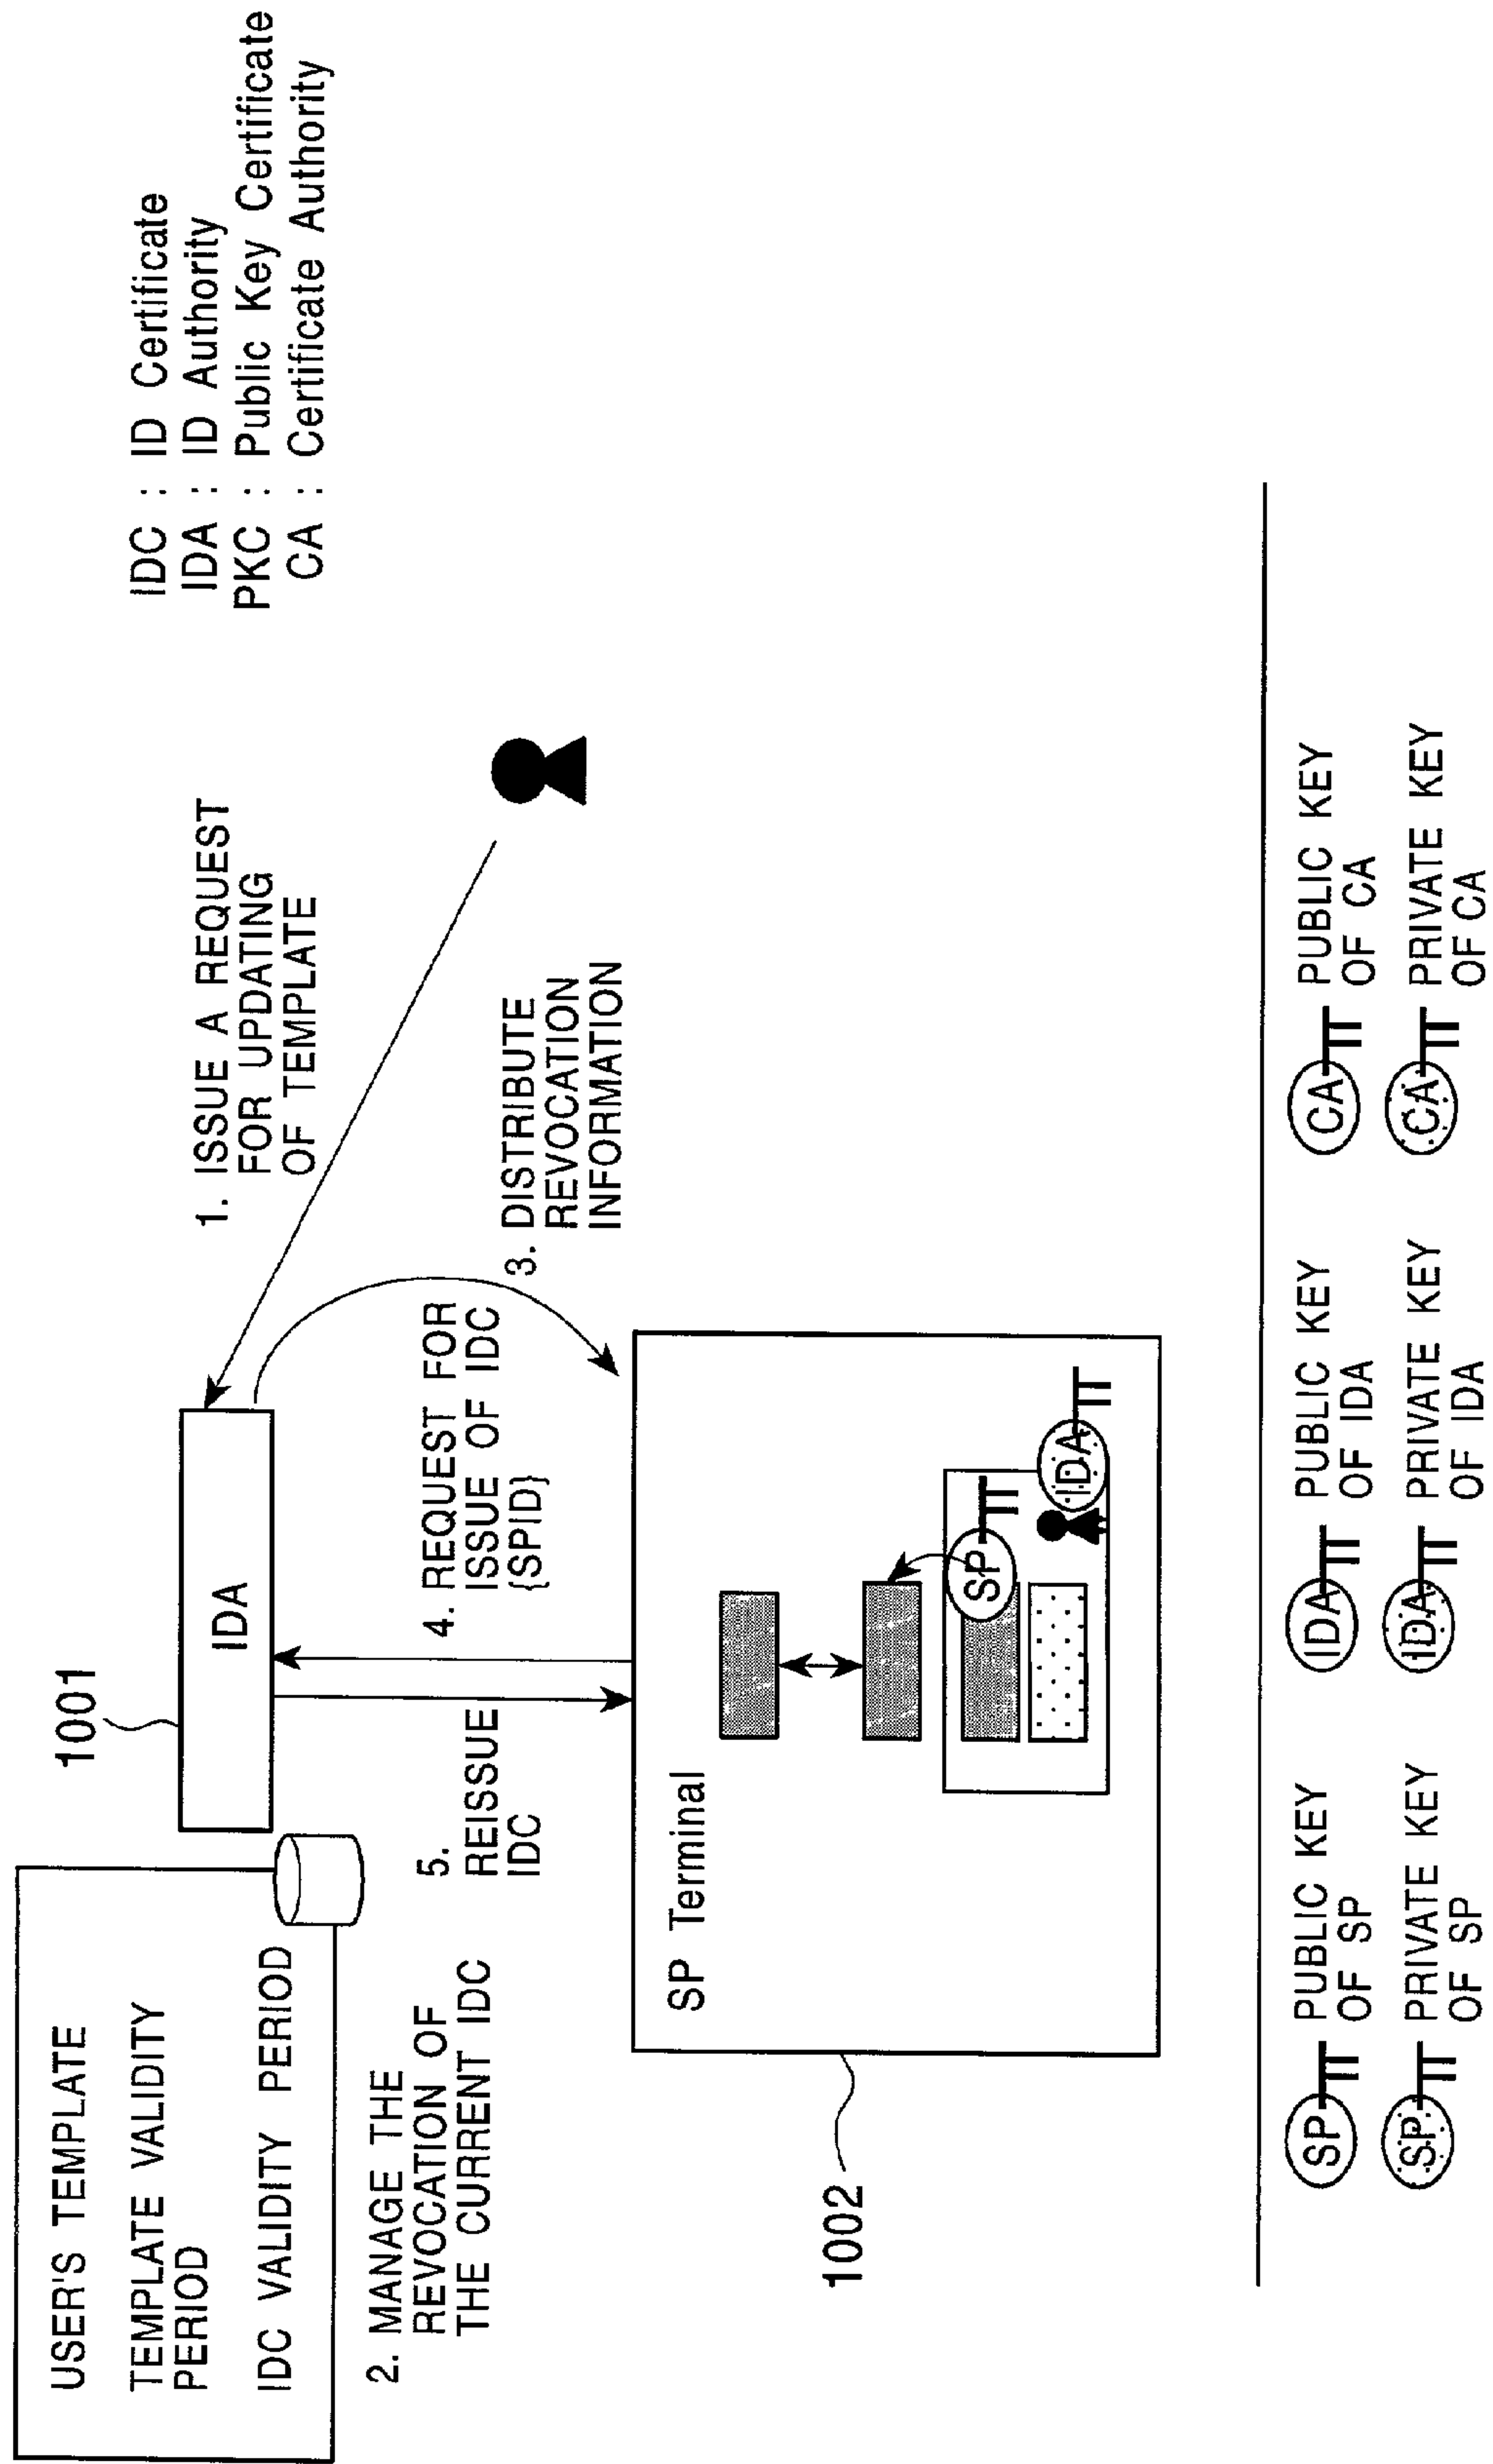 IDC : ID Certificate
IDA : ID Authority
PKC : Public Key Certificate
CA : Certificate Authority
USER'S TEMPLATE
TEMPLATE VALIDITY
PERIOD
IDC VALIDITY PERIOD
1001
IDA
1. ISSUE A REQUEST
FOR UPDATING
OF TEMPLATE
2. MANAGE THE
REVOCATION OF
THE CURRENT IDC
5.
REISSUE
IDC
4. REQUEST FOR
ISSUE OF IDC
{SPID}
3. DISTRIBUTE
REVOCATION
INFORMATION
SP Terminal
1002
SP
IDA
SP
PUBLIC KEY
OF SP
IDA
PUBLIC KEY
OF IDA
CA
PUBLIC KEY
OF CA
SP
PRIVATE KEY
OF SP
IDA
PRIVATE KEY
OF IDA
CA
PRIVATE KEY
OF CA